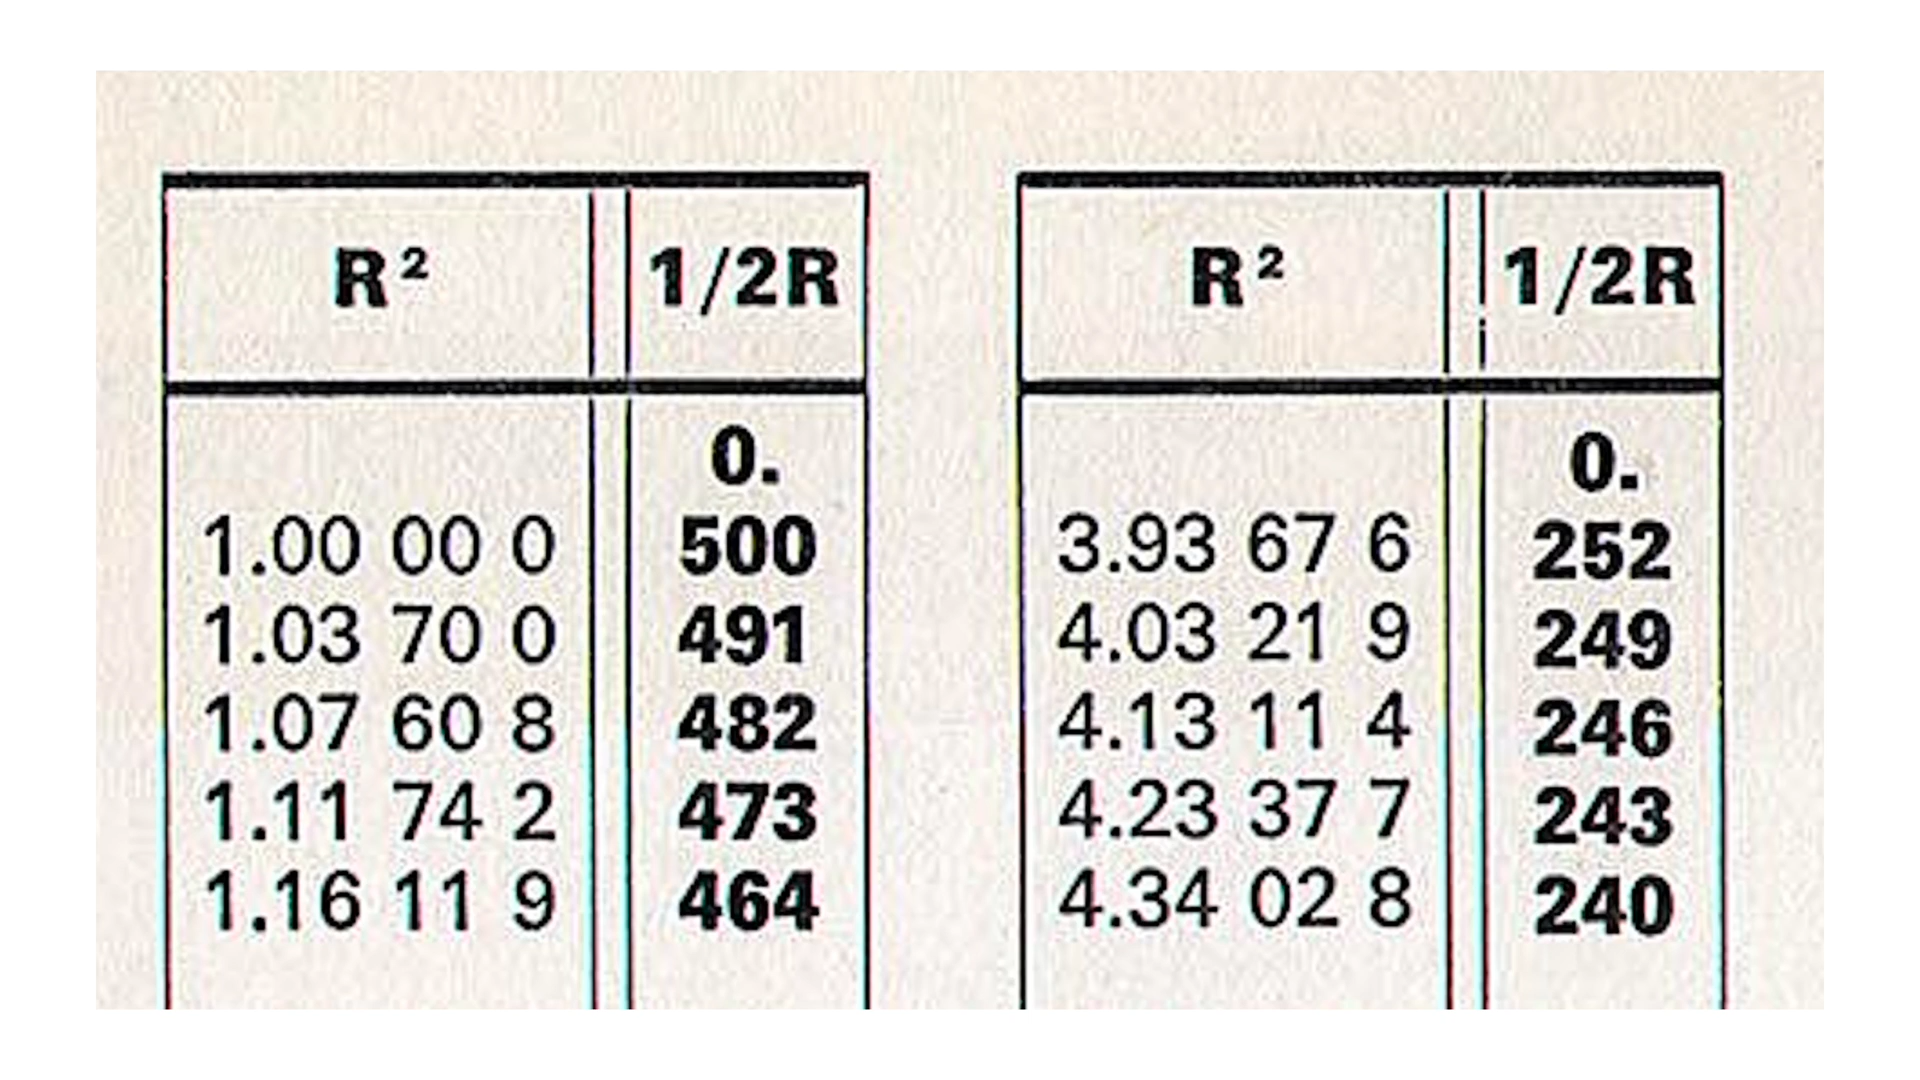 R² 1/2R R² 1/2R
0. 0.
1.00 00 0 500 3.93 67 6 252
1.03 70 0 491 4.03 21 9 249
1.07 60 8 482 4.13 11 4 246
1.11 74 2 473 4.23 37 7 243
1.16 11 9 464 4.34 02 8 240